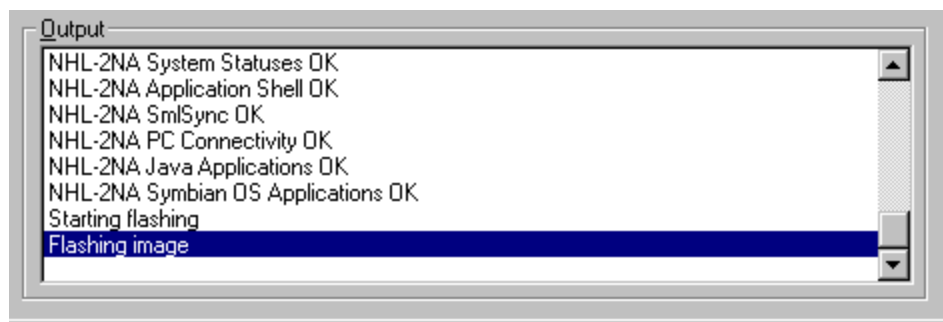 Output
NHL-2NA System Statuses OK
NHL-2NA Application Shell OK
NHL-2NA SmlSync OK
NHL-2NA PC Connectivity OK
NHL-2NA Java Applications OK
NHL-2NA Symbian OS Applications OK
Starting flashing
Flashing image